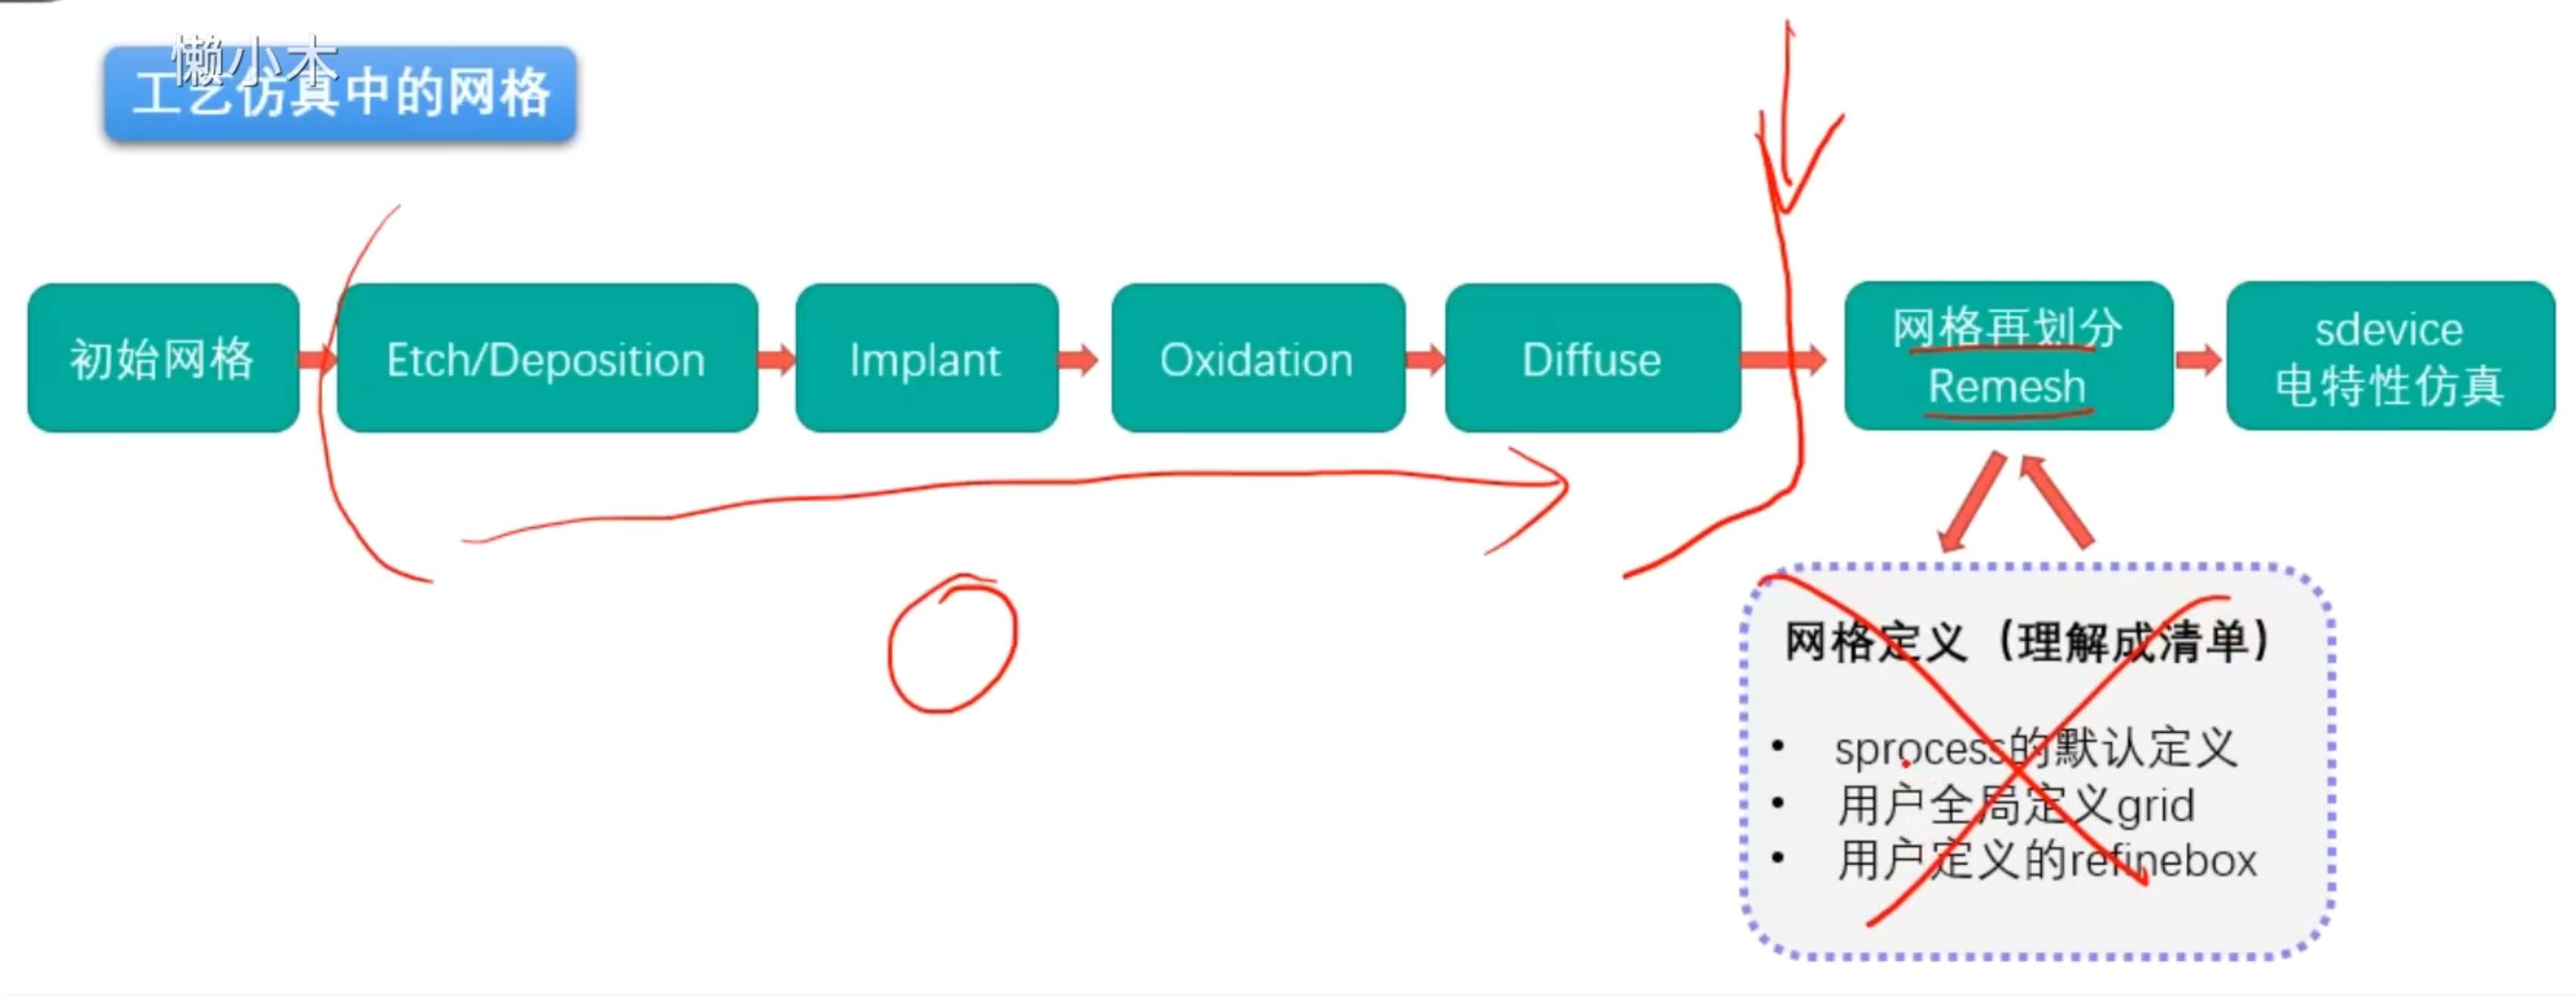 懒小木
工艺仿真中的网格
初始网格
Etch/Deposition
Implant
Oxidation
Diffuse
网格再划分
Remesh
sdevice
电特性仿真
网格定义（理解成清单）
• sprocess的默认定义
• 用户全局定义grid
• 用户定义的refinebox